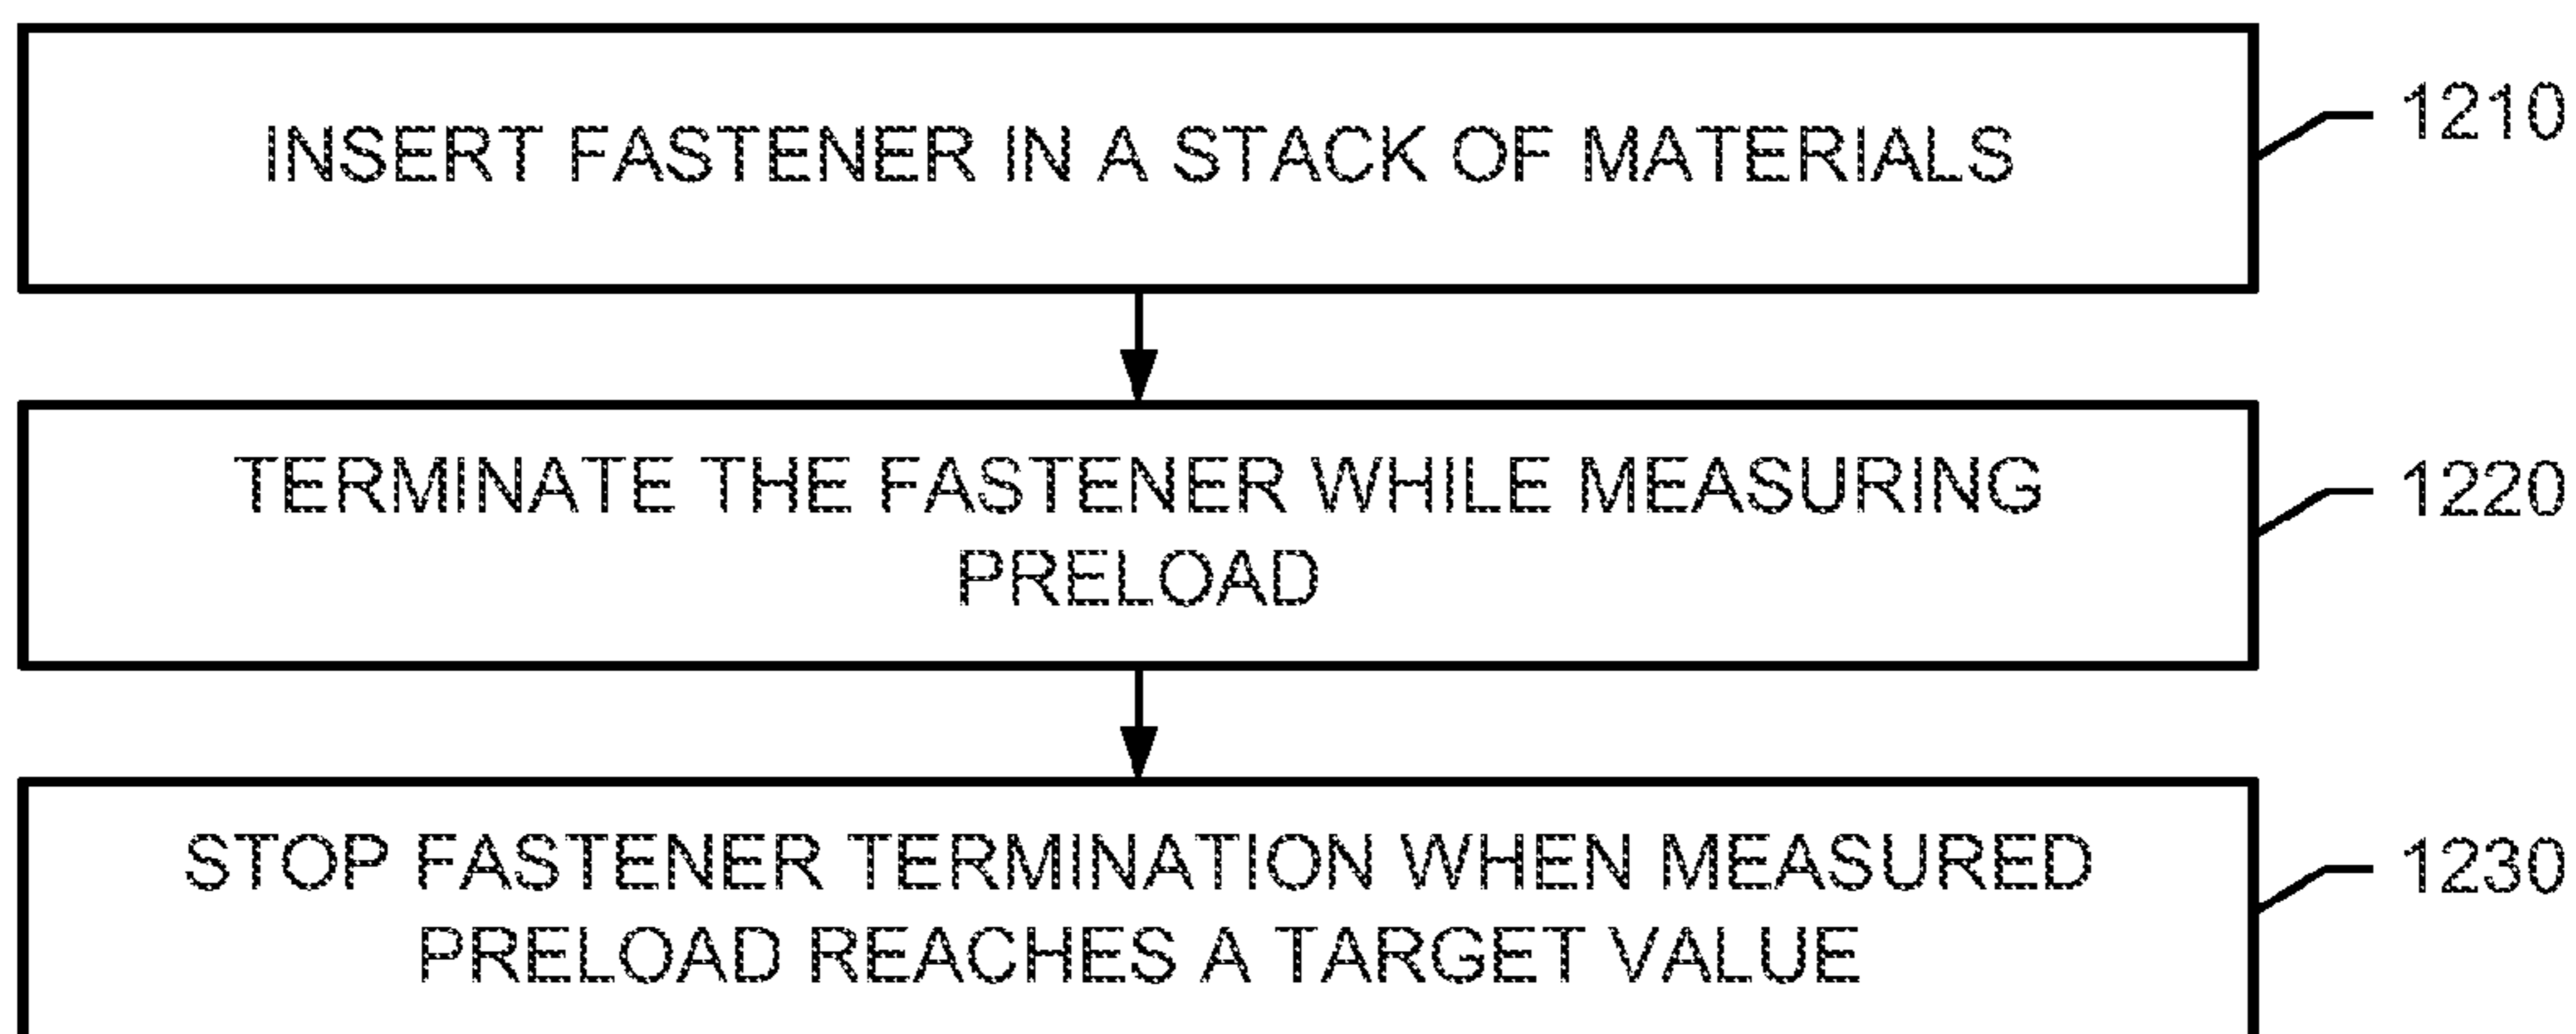 INSERT FASTENER IN A STACK OF MATERIALS
1210
TERMINATE THE FASTENER WHILE MEASURING
PRELOAD
1220
STOP FASTENER TERMINATION WHEN MEASURED
PRELOAD REACHES A TARGET VALUE
1230